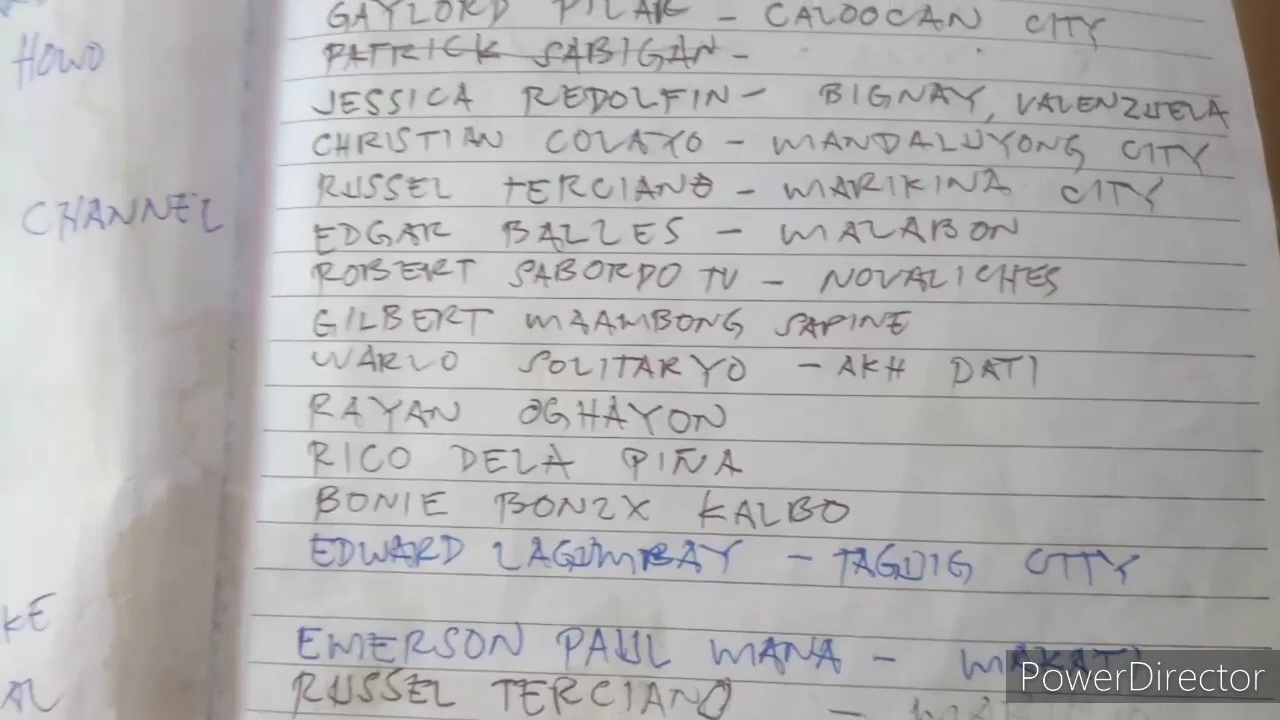 GAYLORD PILAR - CALOOCAN CITY
HOWO
PATRICK SABIGAN -
JESSICA REDOLFIN - BIGNAY, VALENZUELA
CHRISTIAN COLAYO - MANDALUYONG CITY
RUSSEL TERCIANO - MARIKINA CITY
CHANNEL
EDGAR BALLES - MALABON
ROBERT SABORDO TV - NOVALICHES
GILBERT MAAMBONG SAPINE
WARLO SOLITARYO - AKH DATI
RAYAN OGHAYON
RICO DELA PIÑA
BONIE BONZX KALBO
EDWARD LAGUMBAY - TAGUIG CITY
KE
EMERSON PAUL MANA - MAKATI
AL
RUSSEL TERCIANO -
PowerDirector